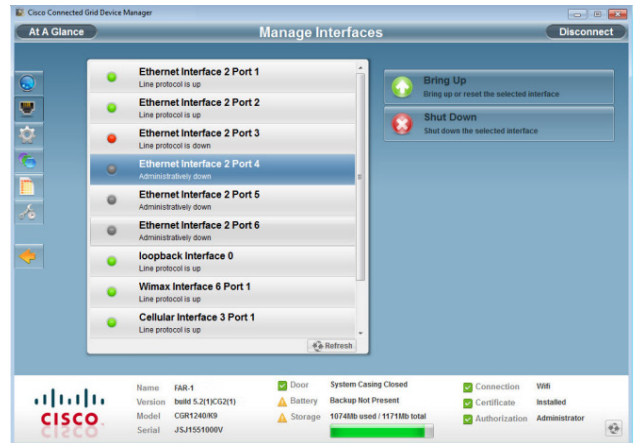 Cisco Connected Grid Device Manager
At A Glance
Manage Interfaces
Disconnect
Ethernet Interface 2 Port 1
Line protocol is up
Ethernet Interface 2 Port 2
Line protocol is up
Ethernet Interface 2 Port 3
Line protocol is down
Ethernet Interface 2 Port 4
Administratively down
Ethernet Interface 2 Port 5
Administratively down
Ethernet Interface 2 Port 6
Administratively down
loopback Interface 0
Line protocol is up
Wimax Interface 6 Port 1
Line protocol is up
Cellular Interface 3 Port 1
Line protocol is up
Refresh
Bring Up
Bring up or reset the selected interface
Shut Down
Shut down the selected interface
CISCO
Name FAR-1
Version build 5.2(1)CG2(1)
Model CGR1240/K9
Serial JSJ1551000V
Door System Casing Closed
Battery Backup Not Present
Storage 1074Mb used / 1171Mb total
Connection Wifi
Certificate Installed
Authorization Administrator